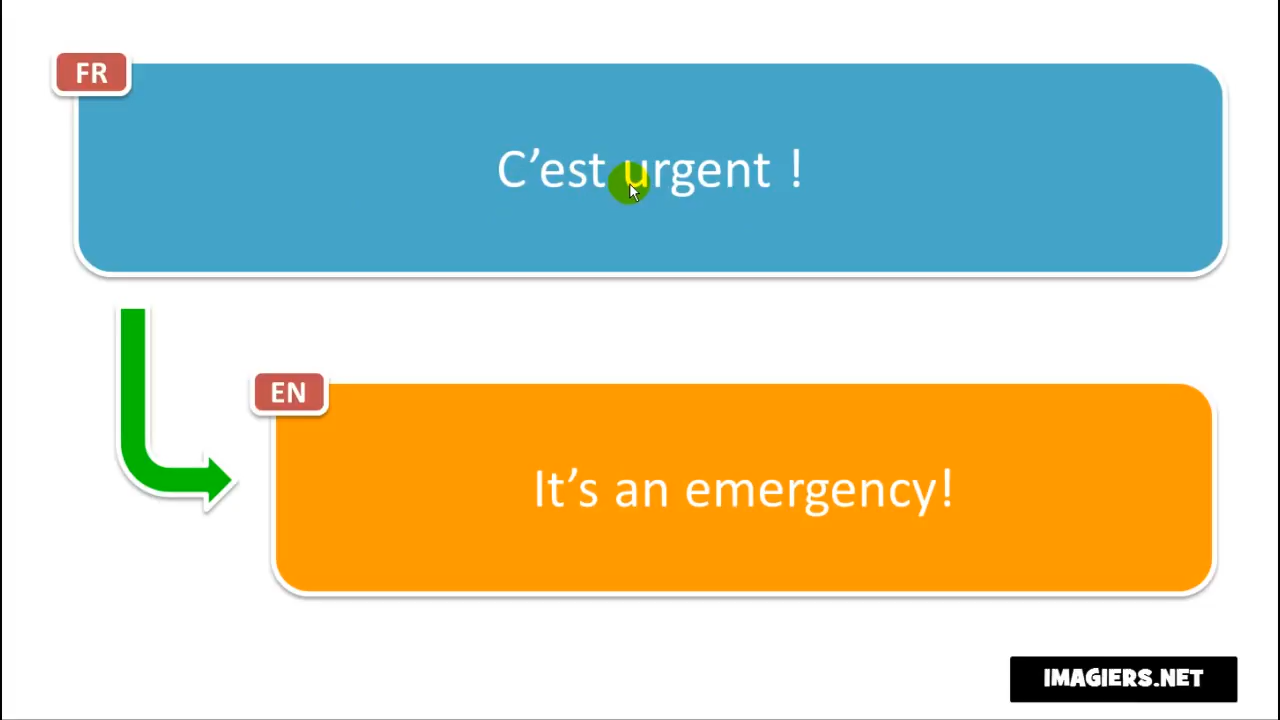 FR
C’est urgent !
EN
It’s an emergency!
IMAGIERS.NET